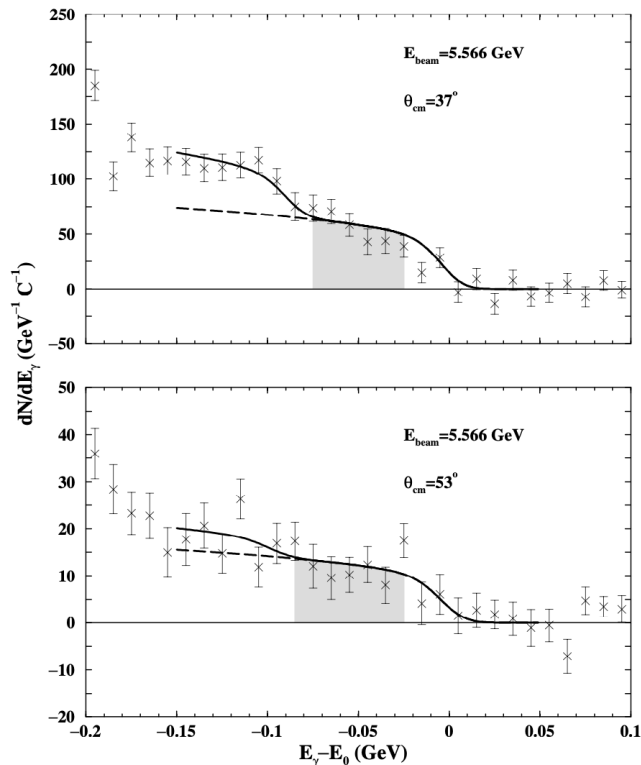 250
200
150
100
50
0
−50
E_beam=5.566 GeV
θ_cm=37°
dN/dE_γ (GeV⁻¹ C⁻¹)
50
40
30
20
10
0
−10
−20
E_beam=5.566 GeV
θ_cm=53°
−0.2 −0.15 −0.1 −0.05 0 0.05 0.1
E_γ−E_0 (GeV)